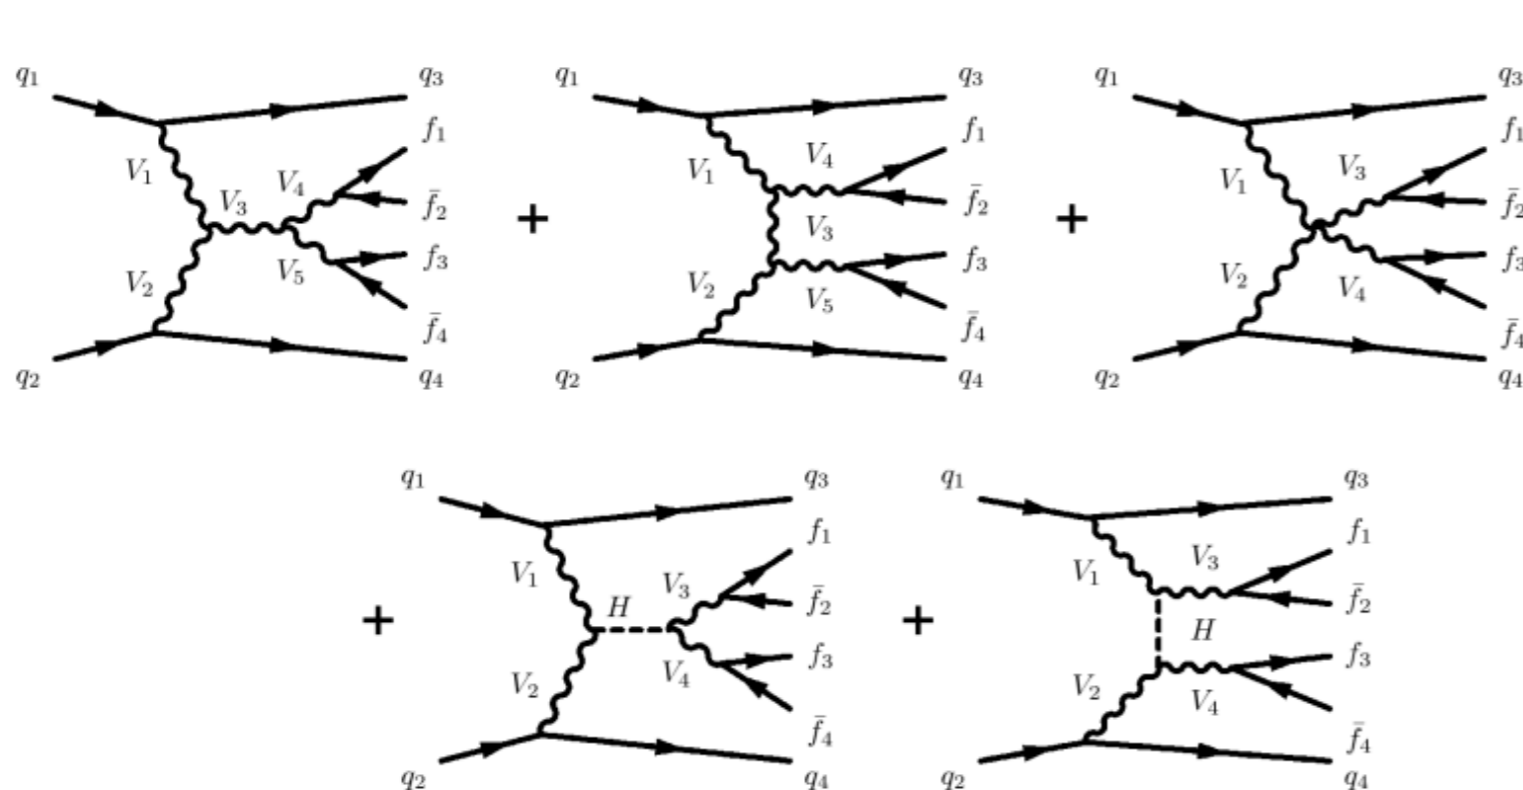 q₁ q₃ q₁ q₃ q₁ q₃
f₁ f₁ f₁
V₁ V₄ V₁ V₄ V₁ V₃
V₃ f̄₂ + V₃ f̄₂ + f̄₂
V₂ V₅ f₃ V₂ V₅ f₃ V₂ V₄ f₃
f̄₄ f̄₄ f̄₄
q₂ q₄ q₂ q₄ q₂ q₄
q₁ q₃ q₁ q₃
f₁ f₁
V₁ V₃ V₁ V₃
+ H f̄₂ + H f̄₂
V₂ V₄ f₃ V₂ V₄ f₃
f̄₄ f̄₄
q₂ q₄ q₂ q₄